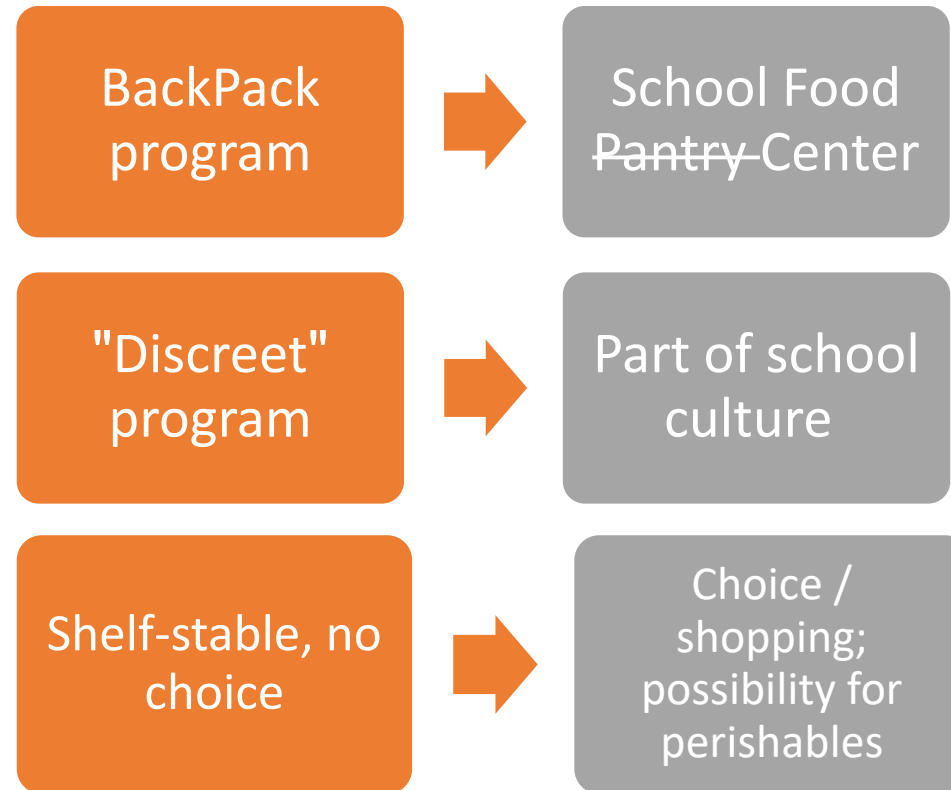 BackPack
program
School Food
~~Pantry~~ Center
"Discreet"
program
Part of school
culture
Shelf-stable, no
choice
Choice /
shopping;
possibility for
perishables